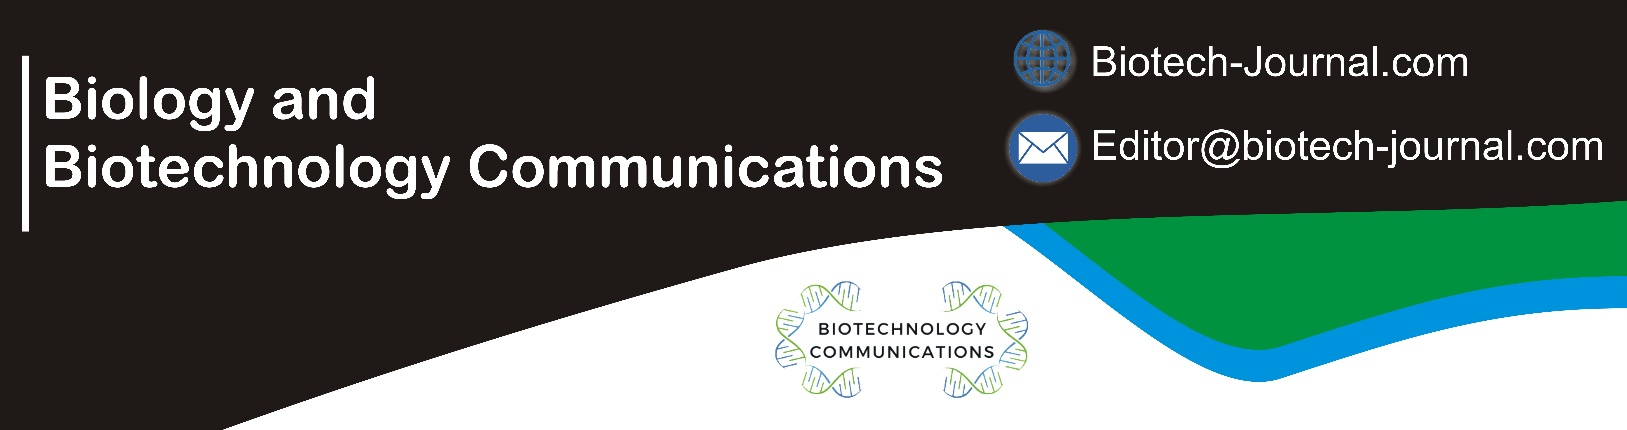 Biology and
Biotechnology Communications
Biotech-Journal.com
Editor@biotech-journal.com
BIOTECHNOLOGY
COMMUNICATIONS